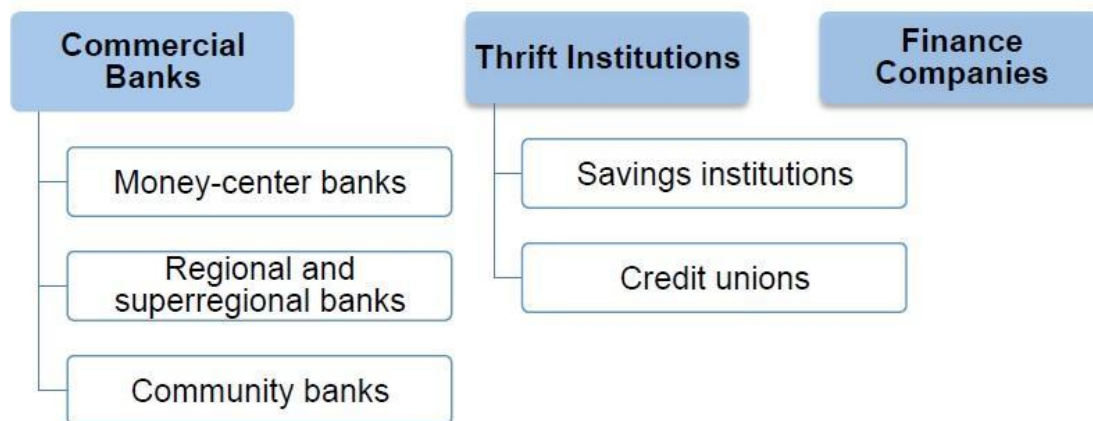 Commercial
Banks
Money-center banks
Regional and
superregional banks
Community banks
Thrift Institutions
Savings institutions
Credit unions
Finance
Companies